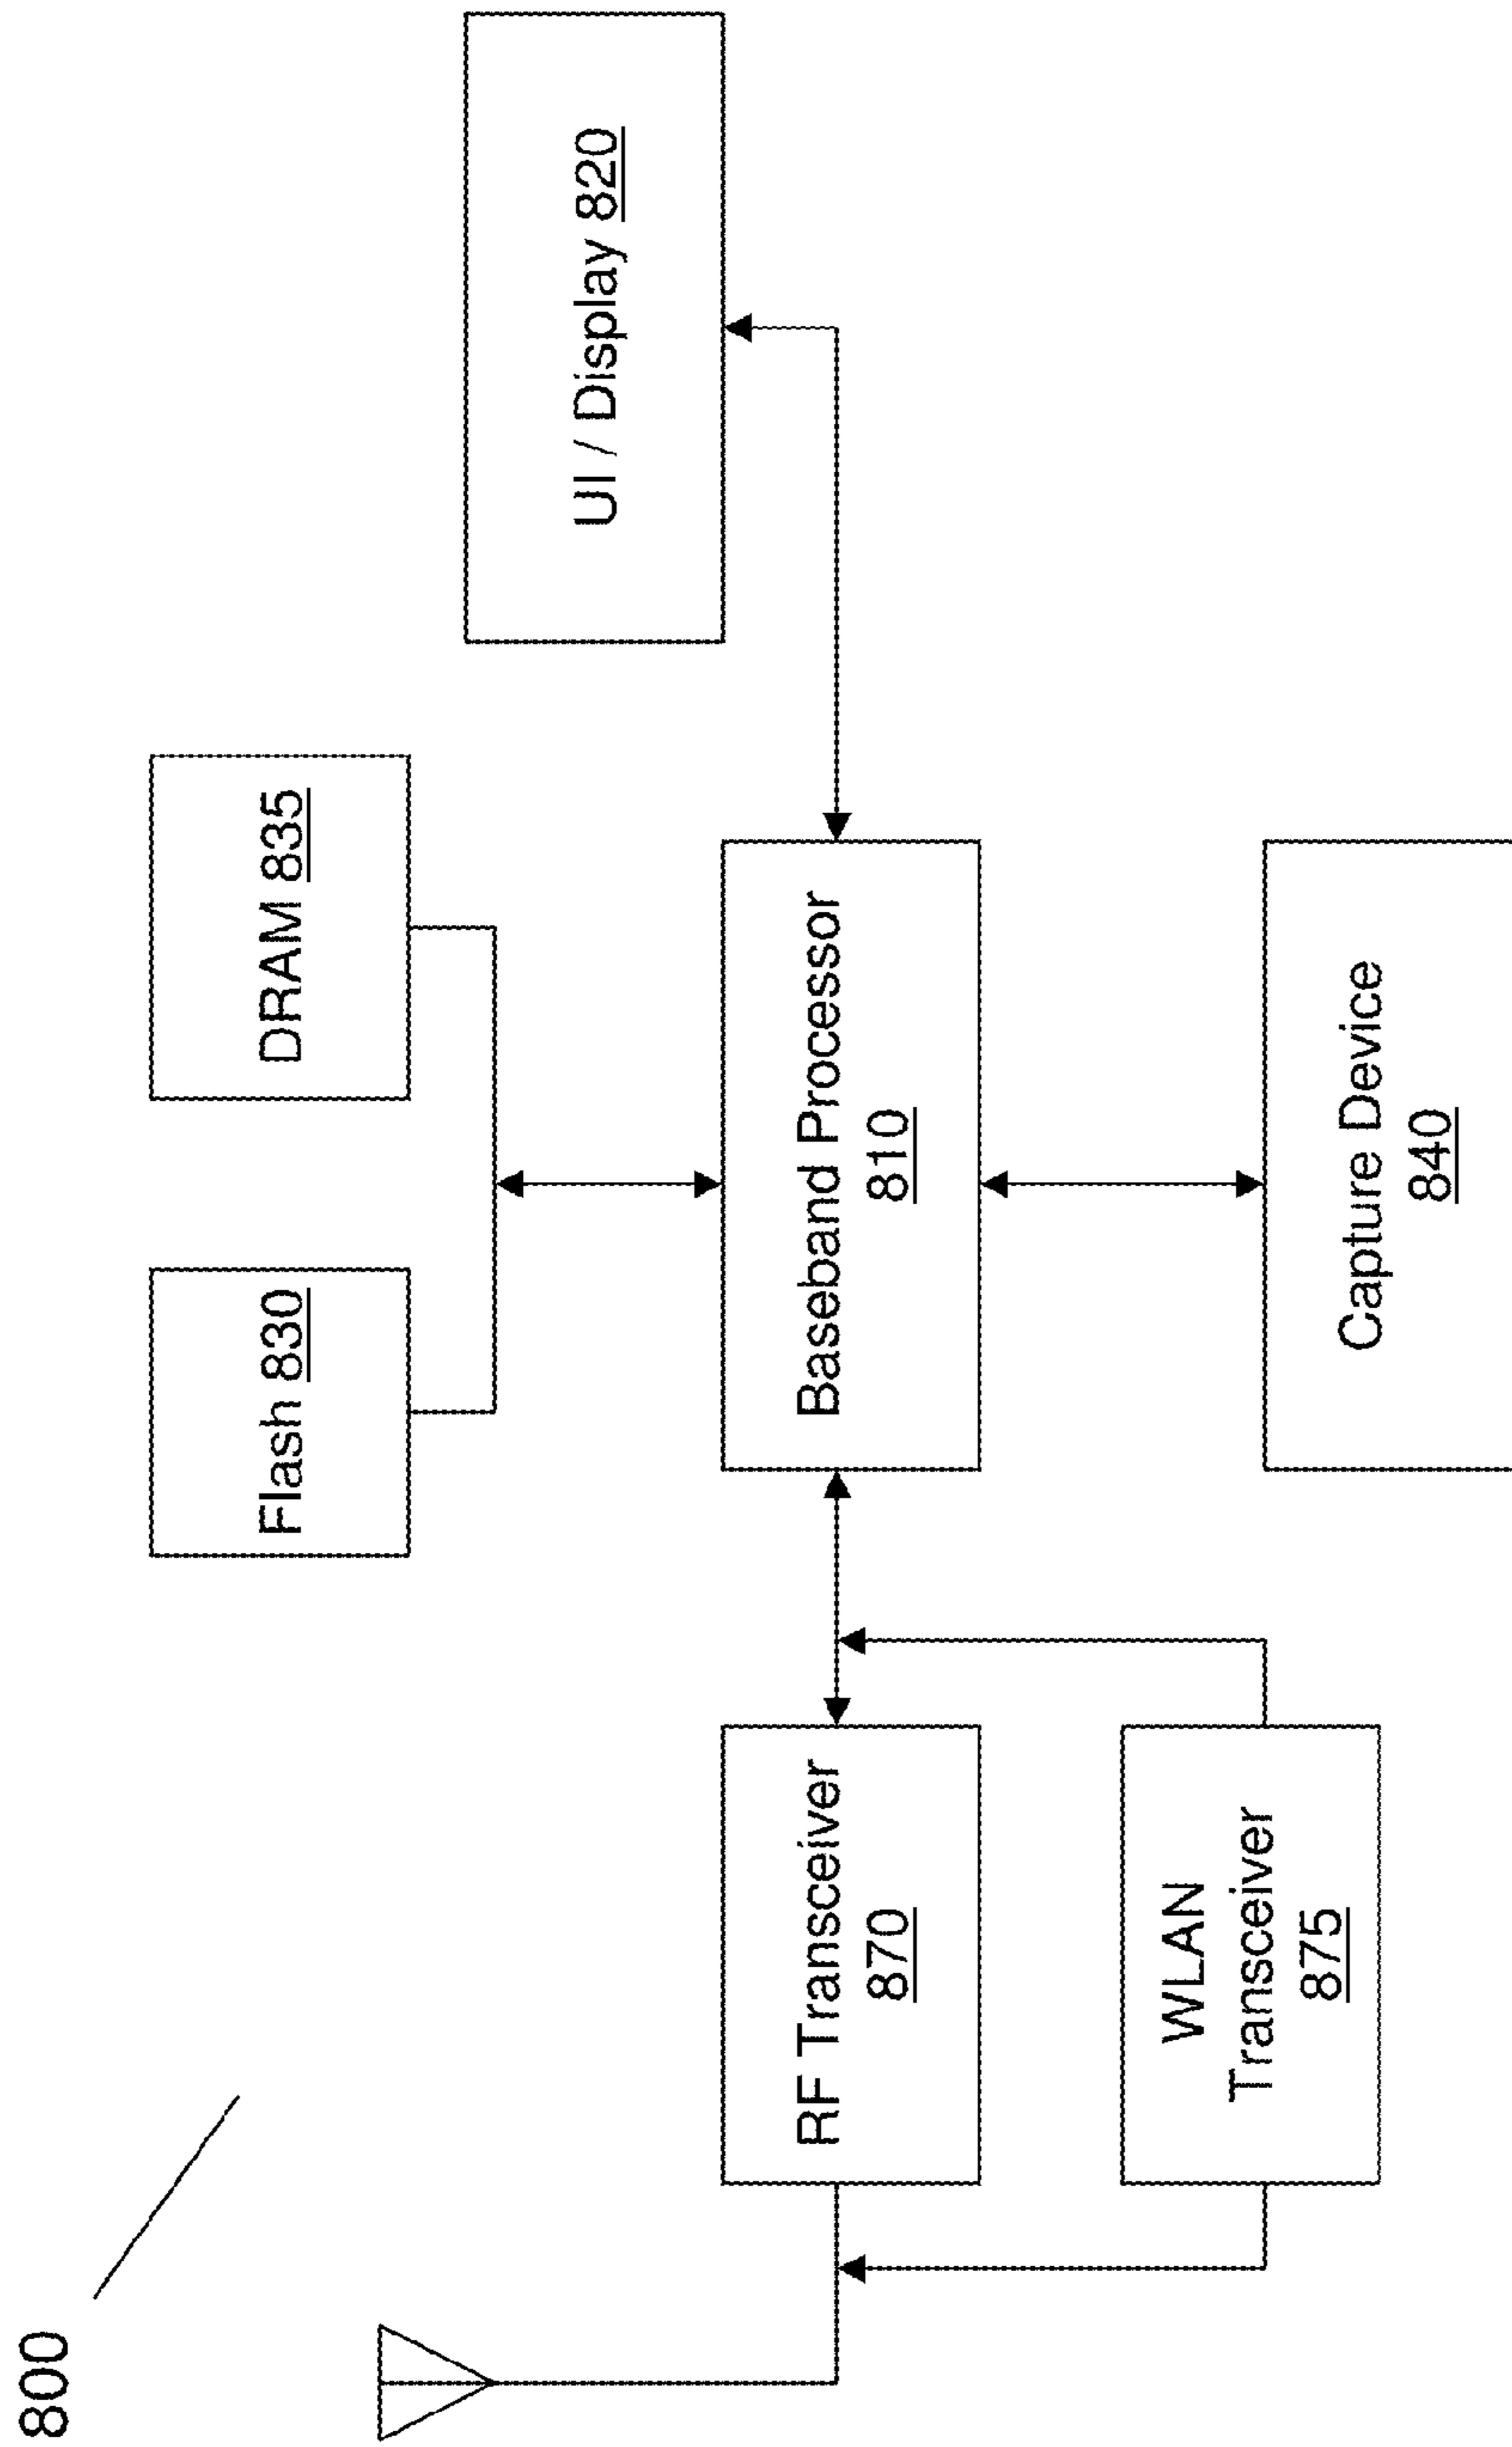 800
Flash 830
DRAM 835
UI / Display 820
RF Transceiver
870
Baseband Processor
810
WLAN
Transceiver
875
Capture Device
840